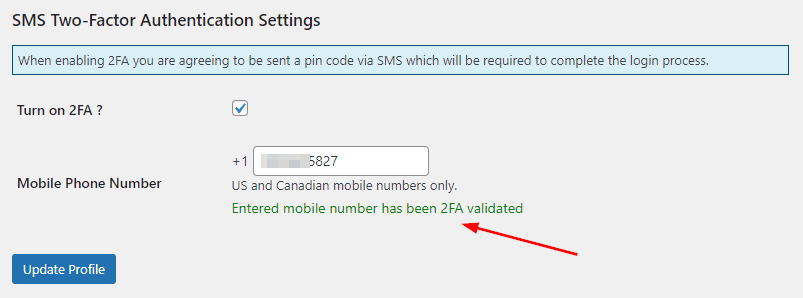 SMS Two-Factor Authentication Settings
When enabling 2FA you are agreeing to be sent a pin code via SMS which will be required to complete the login process.
Turn on 2FA ?
+1 5827
Mobile Phone Number
US and Canadian mobile numbers only.
Entered mobile number has been 2FA validated
Update Profile